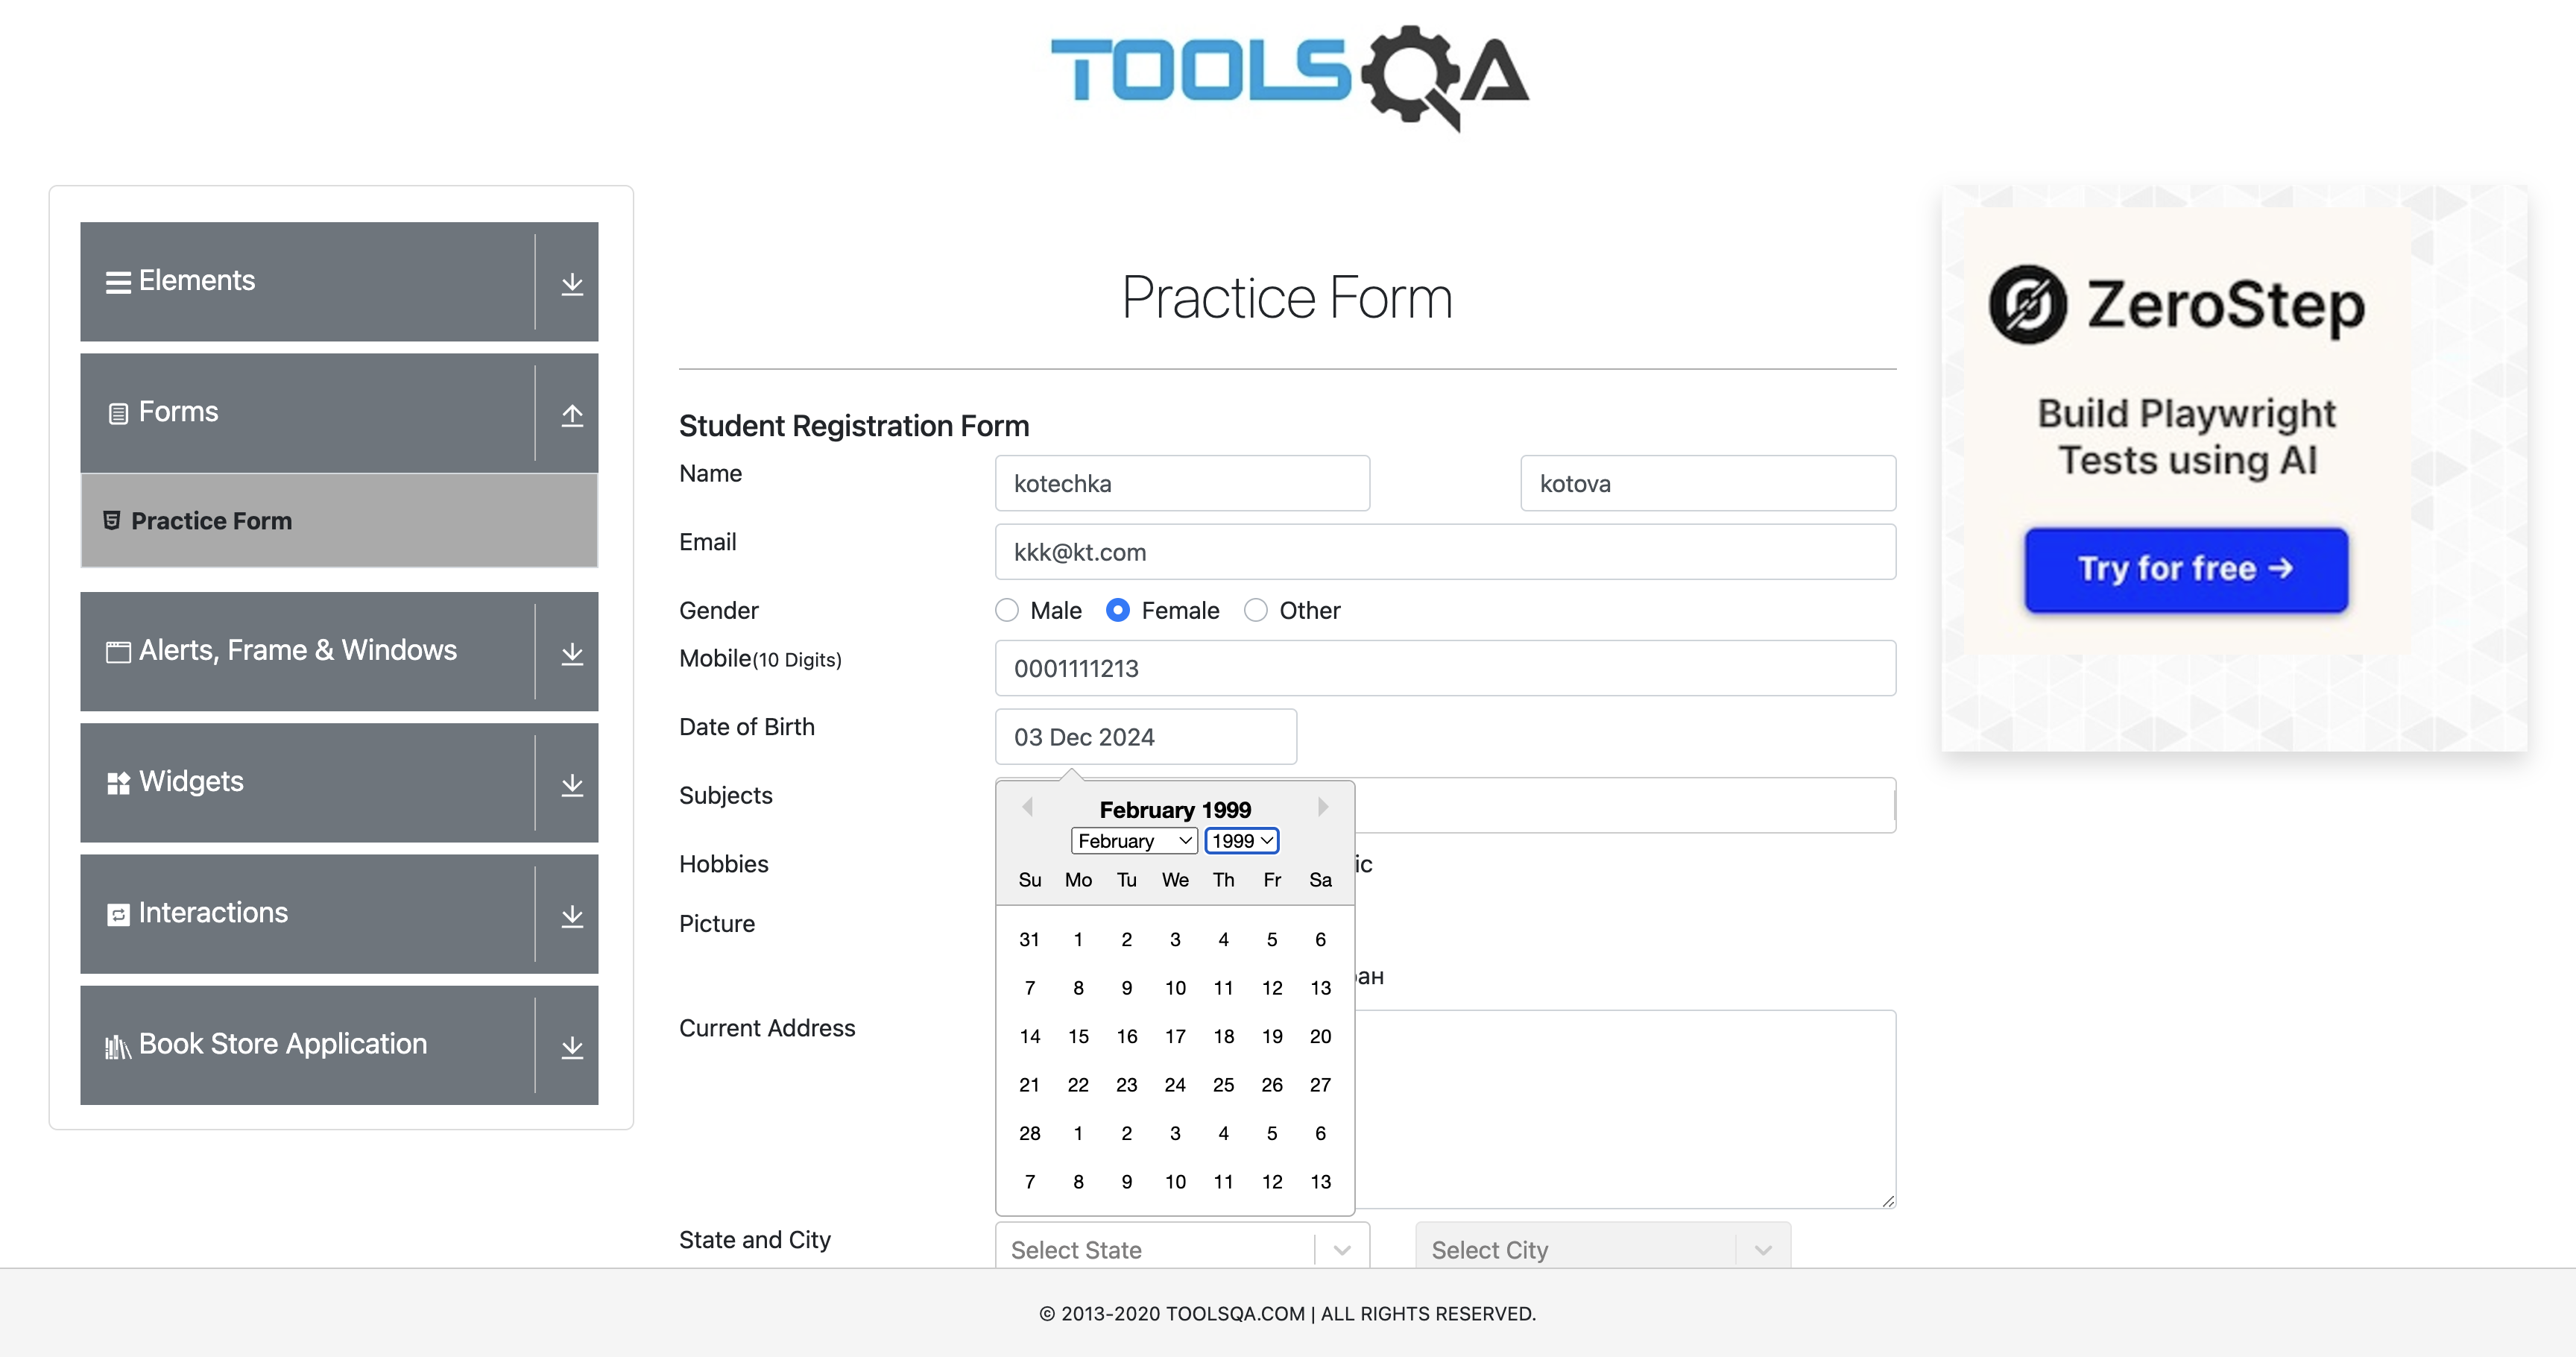 TOOLSQA
Elements
Forms
Practice Form
Alerts, Frame & Windows
Widgets
Interactions
Book Store Application
Practice Form
Student Registration Form
Name
kotechka
kotova
Email
kkk@kt.com
Gender
Male
Female
Other
Mobile(10 Digits)
0001111213
Date of Birth
03 Dec 2024
Subjects
February 1999
February
1999
Su Mo Tu We Th Fr Sa
31 1 2 3 4 5 6
7 8 9 10 11 12 13
14 15 16 17 18 19 20
21 22 23 24 25 26 27
28 1 2 3 4 5 6
7 8 9 10 11 12 13
Hobbies
ic
Picture
ан
Current Address
State and City
Select State
Select City
ZeroStep
Build Playwright
Tests using AI
Try for free →
© 2013-2020 TOOLSQA.COM | ALL RIGHTS RESERVED.